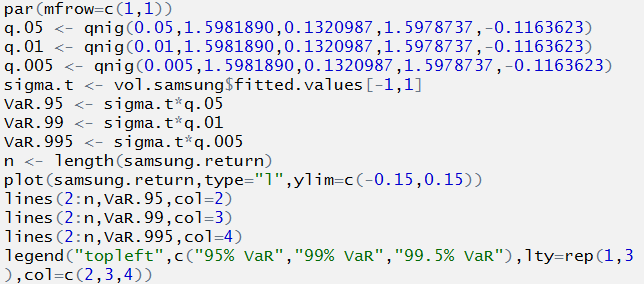 par(mfrow=c(1,1))
q.05 <- qnig(0.05,1.5981890,0.1320987,1.5978737,-0.1163623)
q.01 <- qnig(0.01,1.5981890,0.1320987,1.5978737,-0.1163623)
q.005 <- qnig(0.005,1.5981890,0.1320987,1.5978737,-0.1163623)
sigma.t <- vol.samsung$fitted.values[-1,1]
VaR.95 <- sigma.t*q.05
VaR.99 <- sigma.t*q.01
VaR.995 <- sigma.t*q.005
n <- length(samsung.return)
plot(samsung.return,type="l",ylim=c(-0.15,0.15))
lines(2:n,VaR.95,col=2)
lines(2:n,VaR.99,col=3)
lines(2:n,VaR.995,col=4)
legend("topleft",c("95% VaR","99% VaR","99.5% VaR"),lty=rep(1,3
),col=c(2,3,4))